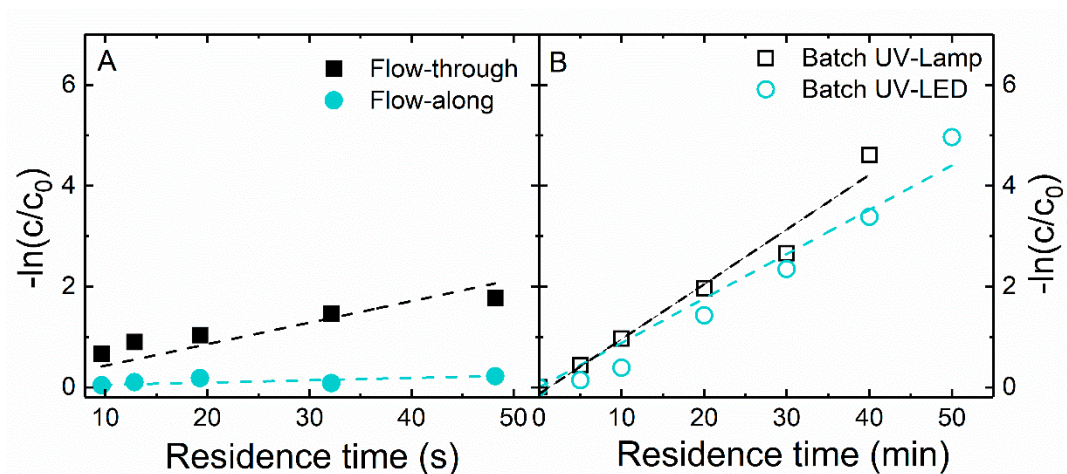 A
Flow-through
Flow-along
6
4
2
0
-ln(c/c0)
10
20
30
40
50
Residence time (s)
B
Batch UV-Lamp
Batch UV-LED
6
4
2
0
-ln(c/c0)
0
10
20
30
40
50
Residence time (min)